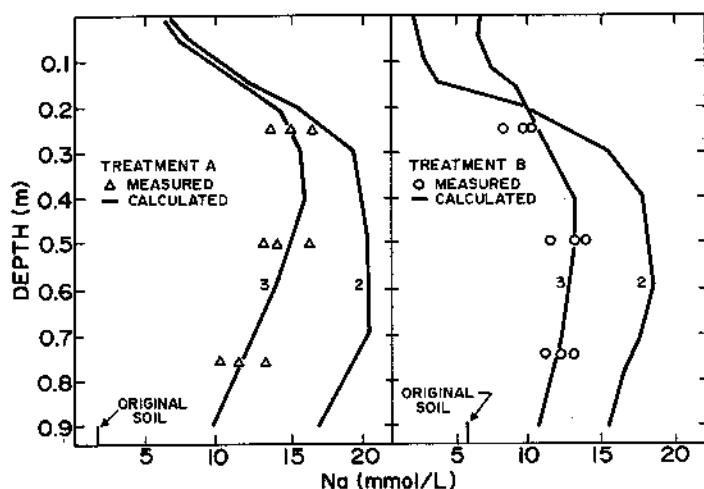 0.1
0.2
0.3
0.4
0.5
0.6
0.7
0.8
0.9
DEPTH (m)
TREATMENT A
MEASURED
CALCULATED
3
2
ORIGINAL
SOIL
TREATMENT B
MEASURED
CALCULATED
3
2
ORIGINAL
SOIL
5 10 15 20 5 10 15 20
Na (mmol/L)